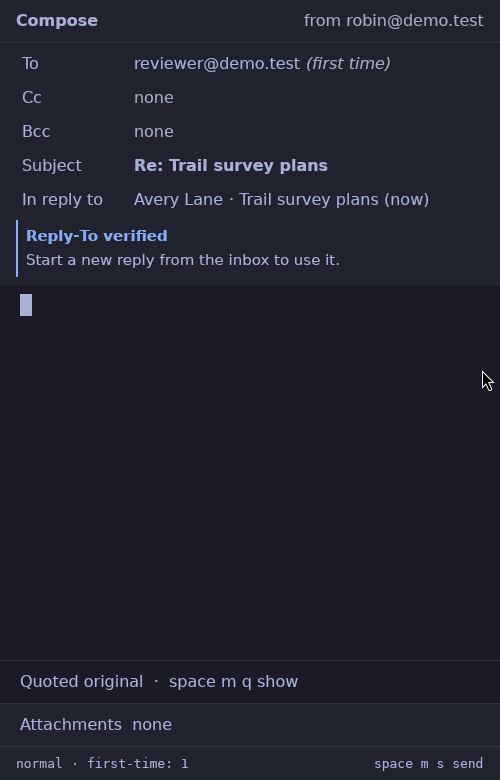 Compose from robin@demo.test
To reviewer@demo.test (first time)
Cc none
Bcc none
Subject Re: Trail survey plans
In reply to Avery Lane · Trail survey plans (now)
Reply-To verified
Start a new reply from the inbox to use it.
Quoted original · space m q show
Attachments none
normal · first-time: 1 space m s send